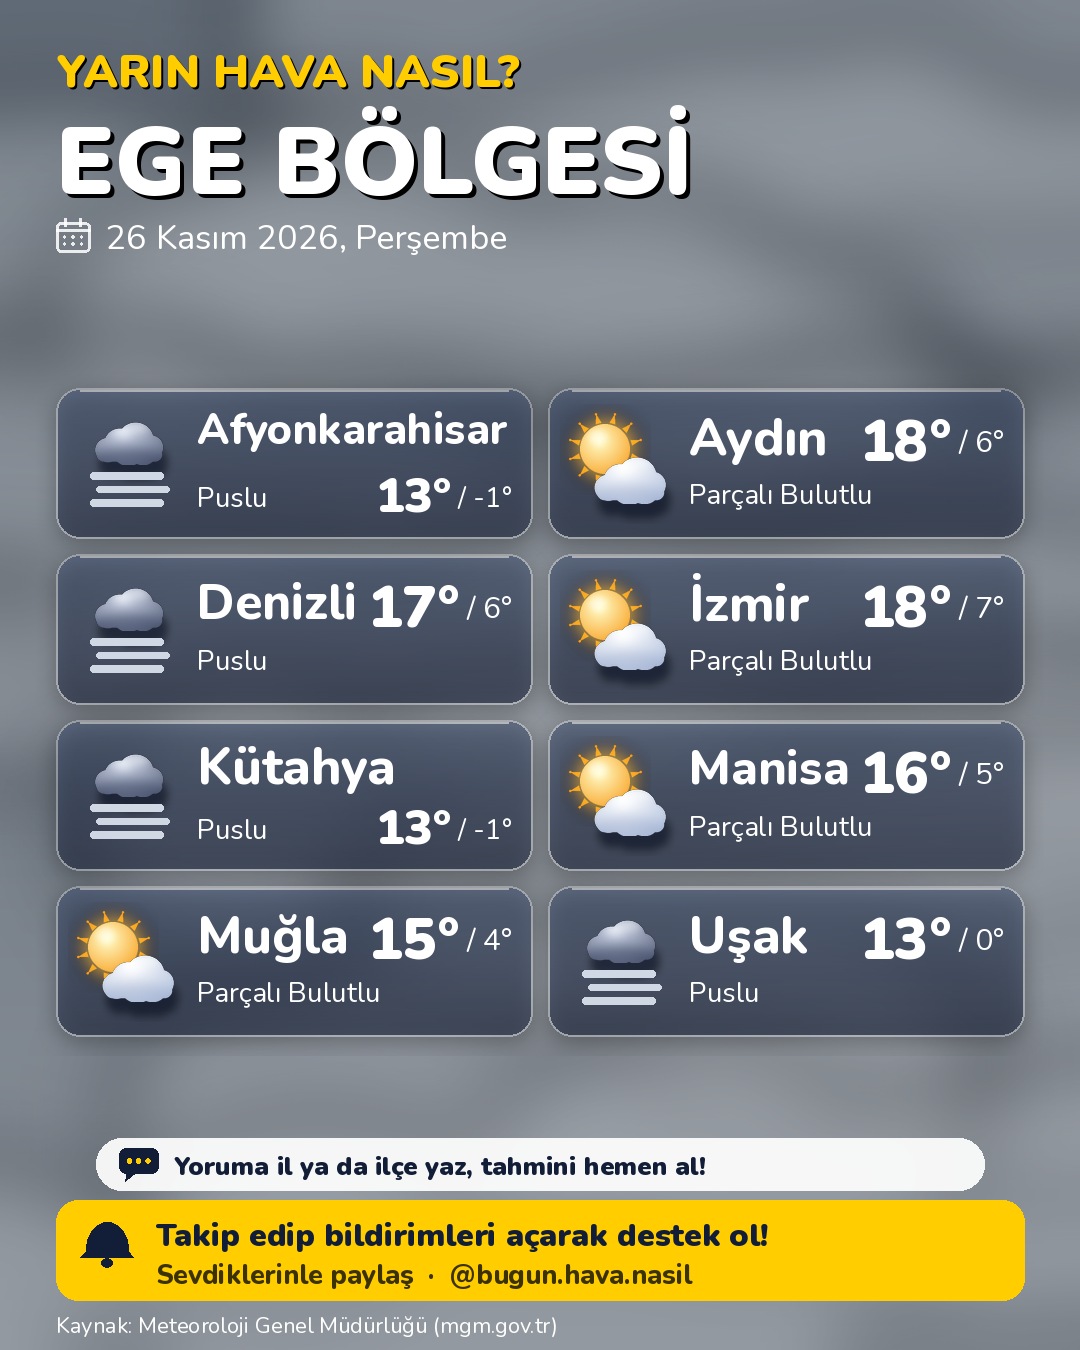 YARIN HAVA NASIL?
EGE BÖLGESİ
26 Kasım 2026, Perşembe
Afyonkarahisar
Puslu 13° / -1°
Aydın 18° / 6°
Parçalı Bulutlu
Denizli 17° / 6°
Puslu
İzmir 18° / 7°
Parçalı Bulutlu
Kütahya
Puslu 13° / -1°
Manisa 16° / 5°
Parçalı Bulutlu
Muğla 15° / 4°
Parçalı Bulutlu
Uşak 13° / 0°
Puslu
Yoruma il ya da ilçe yaz, tahmini hemen al!
Takip edip bildirimleri açarak destek ol!
Sevdiklerinle paylaş · @bugun.hava.nasil
Kaynak: Meteoroloji Genel Müdürlüğü (mgm.gov.tr)